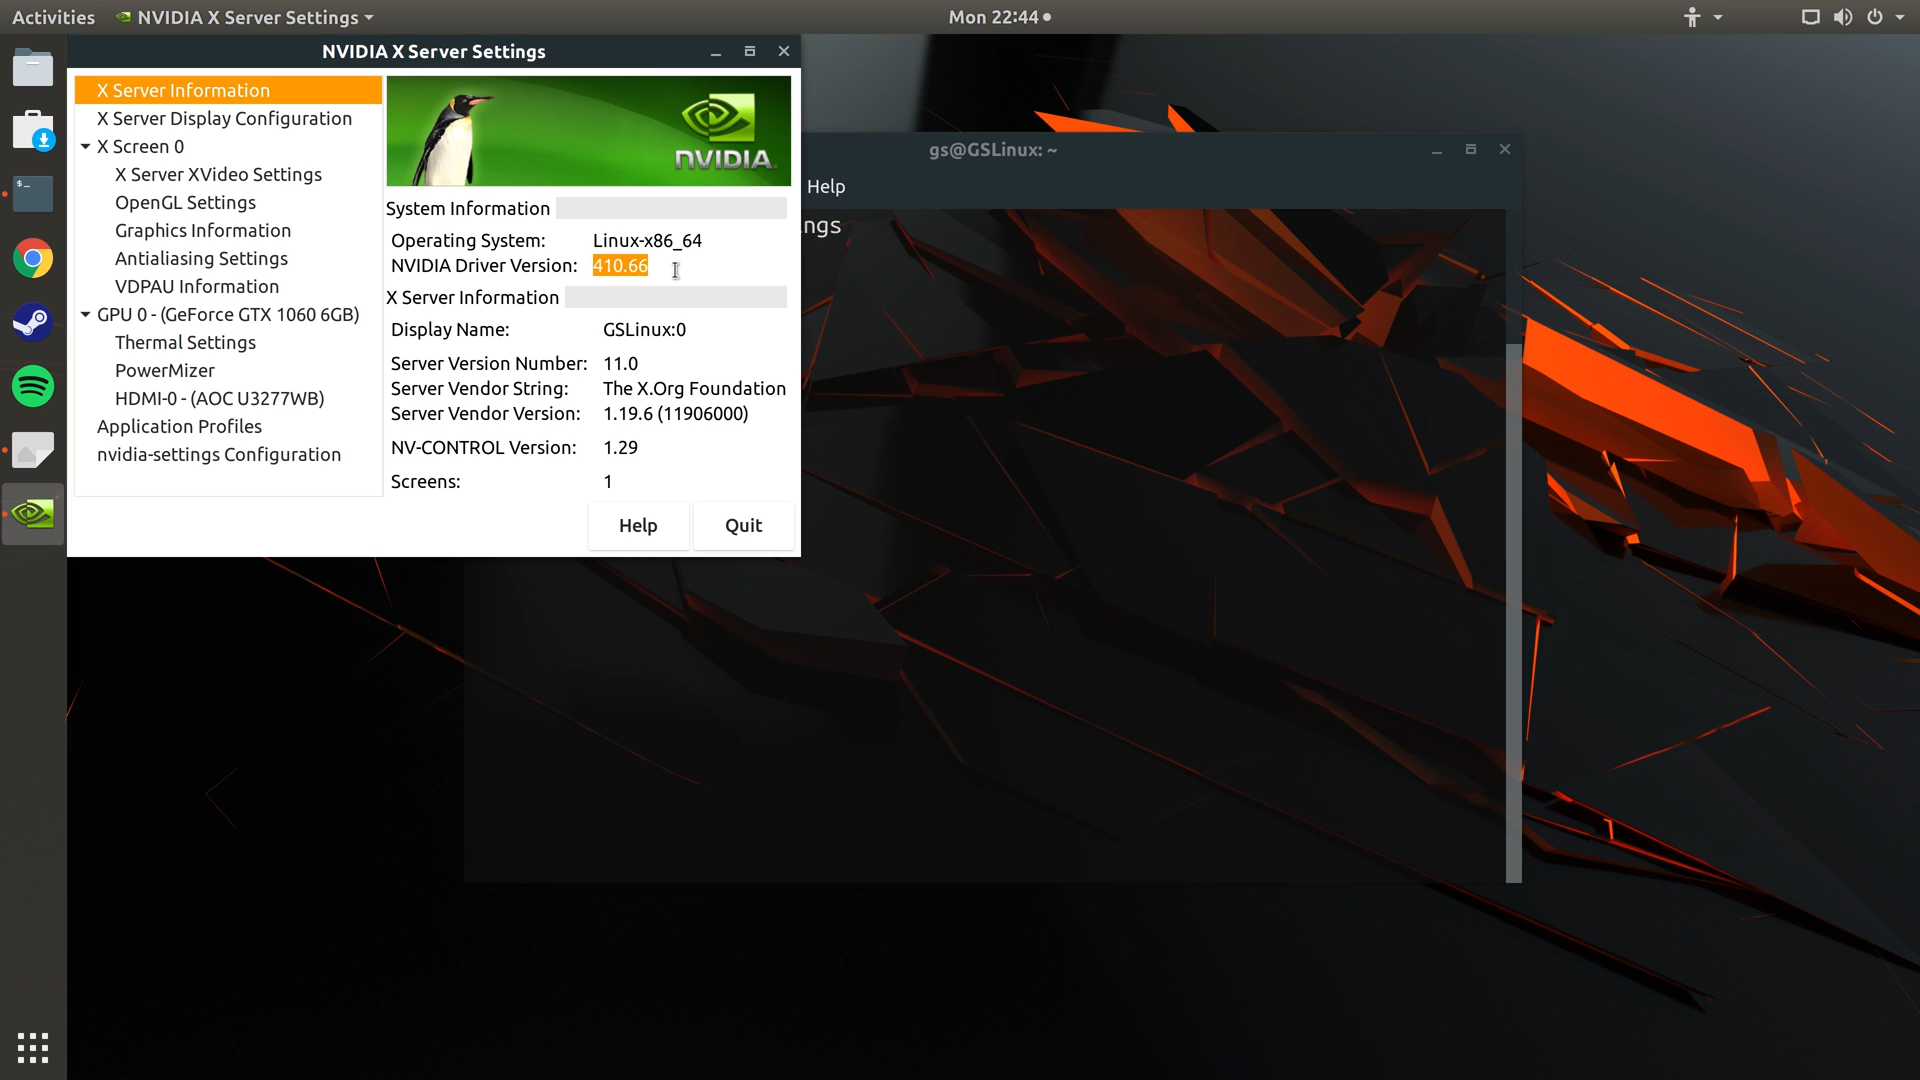 Activities
NVIDIA X Server Settings
Mon 22:44
NVIDIA X Server Settings
X Server Information
X Server Display Configuration
X Screen 0
X Server XVideo Settings
OpenGL Settings
Graphics Information
Antialiasing Settings
VDPAU Information
GPU 0 - (GeForce GTX 1060 6GB)
Thermal Settings
PowerMizer
HDMI-0 - (AOC U3277WB)
Application Profiles
nvidia-settings Configuration
NVIDIA.
System Information
Operating System: Linux-x86_64
NVIDIA Driver Version: 410.66
X Server Information
Display Name: GSLinux:0
Server Version Number: 11.0
Server Vendor String: The X.Org Foundation
Server Vendor Version: 1.19.6 (11906000)
NV-CONTROL Version: 1.29
Screens: 1
Help
Quit
gs@GSLinux: ~
Help
ngs
$_